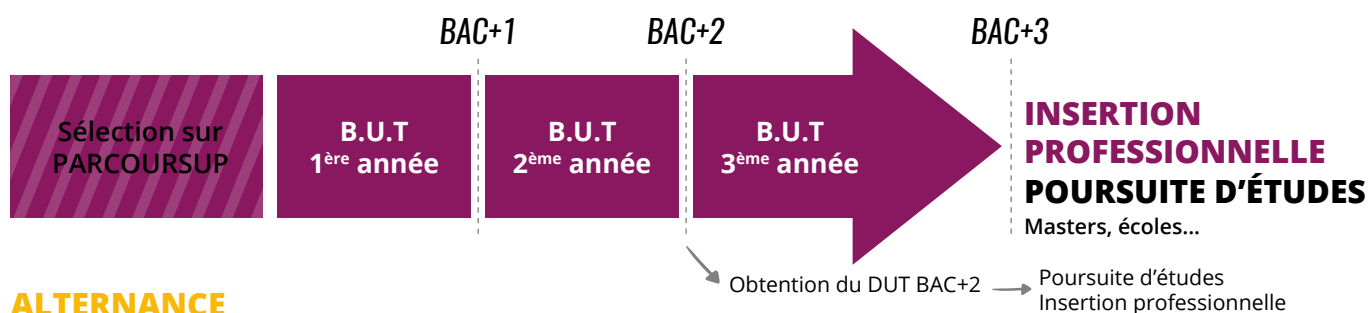 BAC+1
BAC+2
BAC+3
Sélection sur
PARCOURSUP
B.U.T
1ère année
B.U.T
2ème année
B.U.T
3ème année
INSERTION
PROFESSIONNELLE
POURSUITE D'ÉTUDES
Masters, écoles...
Obtention du DUT BAC+2
Poursuite d'études
Insertion professionnelle
ALTERNANCE